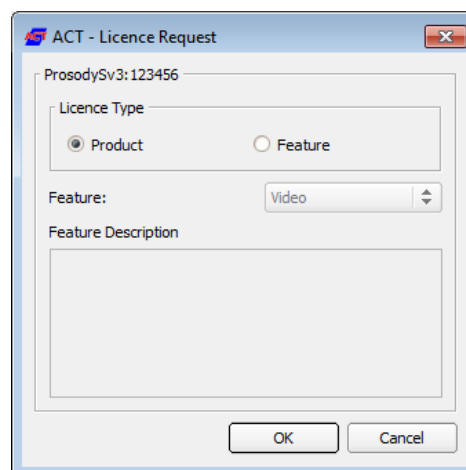 ACT - Licence Request
ProsodySv3:123456
Licence Type
Product Feature
Feature: Video
Feature Description
OK Cancel